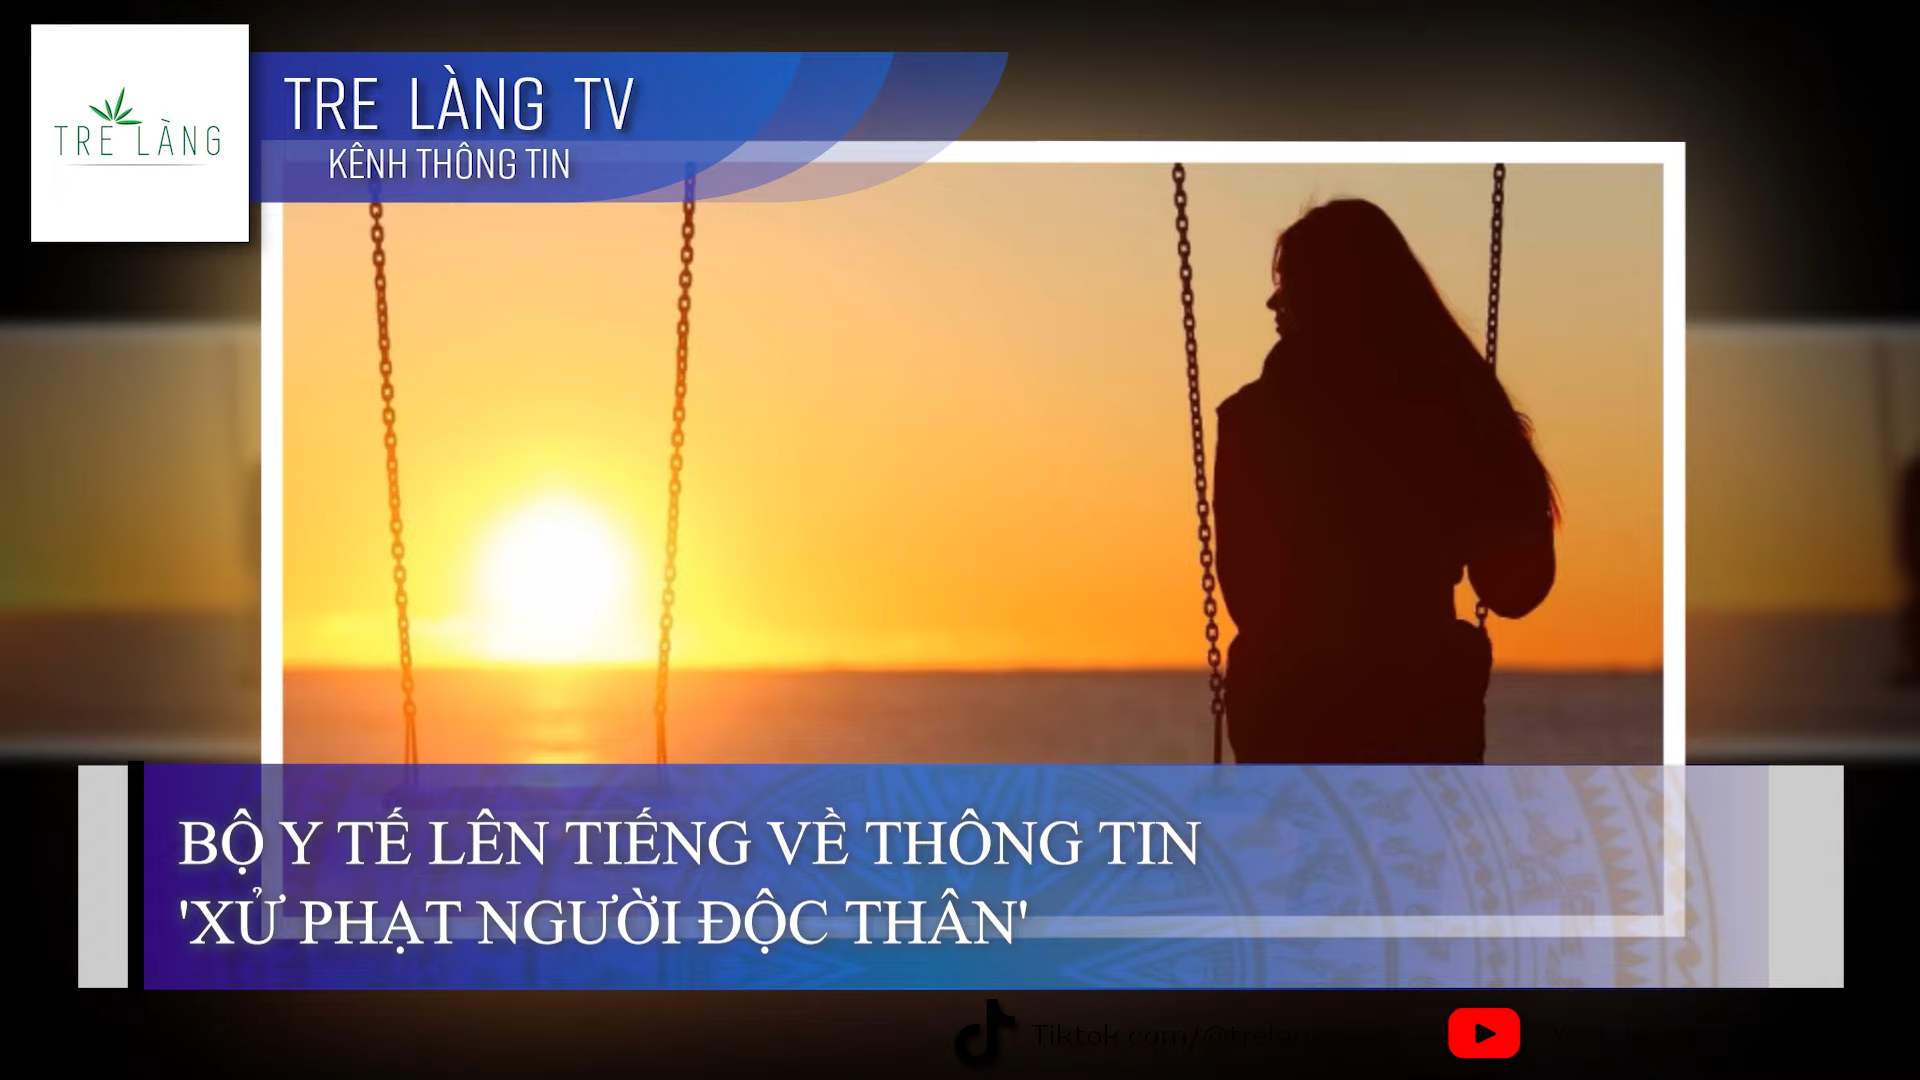 TRE LÀNG
TRE LÀNG TV
KÊNH THÔNG TIN
BỘ Y TẾ LÊN TIẾNG VỀ THÔNG TIN
'XỬ PHẠT NGƯỜI ĐỘC THÂN'